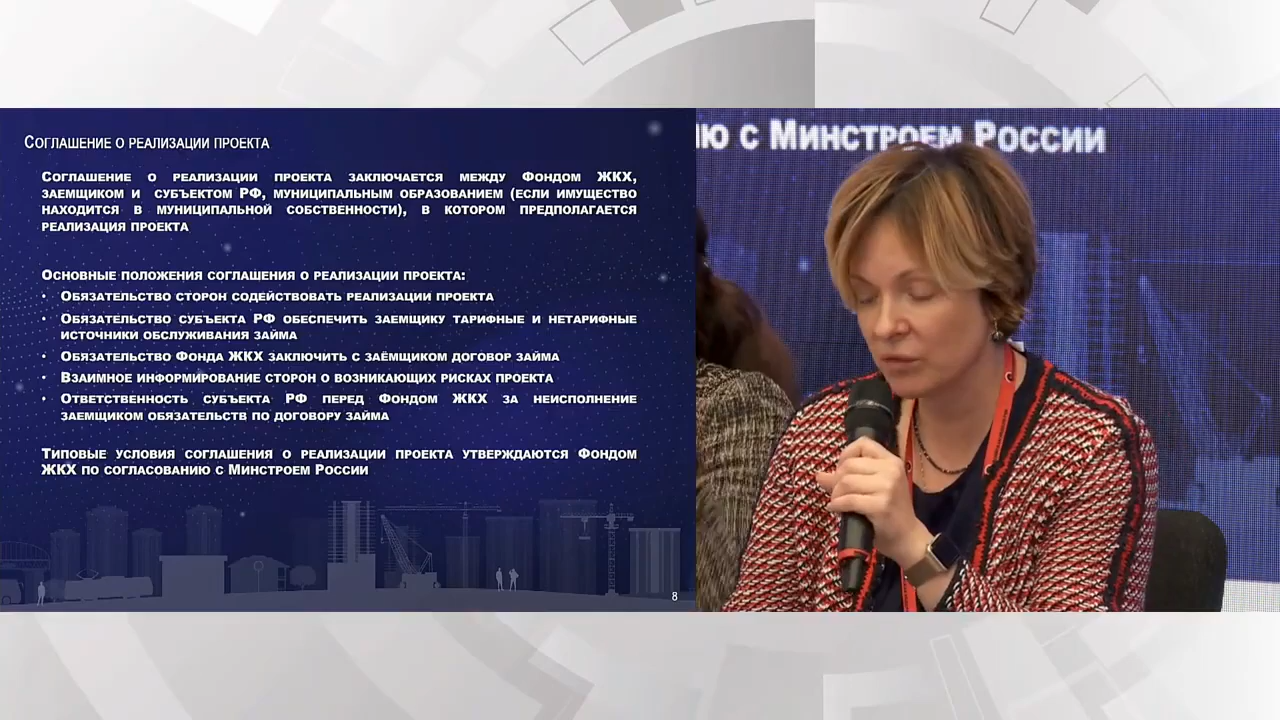 Соглашение о реализации проекта
Соглашение о реализации проекта заключается между Фондом ЖКХ,
заемщиком и субъектом РФ, муниципальным образованием (если имущество
находится в муниципальной собственности), в котором предполагается
реализация проекта
Основные положения соглашения о реализации проекта:
• Обязательство сторон содействовать реализации проекта
• Обязательство субъекта РФ обеспечить заемщику тарифные и нетарифные
источники обслуживания займа
• Обязательство Фонда ЖКХ заключить с заёмщиком договор займа
• Взаимное информирование сторон о возникающих рисках проекта
• Ответственность субъекта РФ перед Фондом ЖКХ за неисполнение
заемщиком обязательств по договору займа
Типовые условия соглашения о реализации проекта утверждаются Фондом
ЖКХ по согласованию с Минстроем России
8
ю с Минстроем России